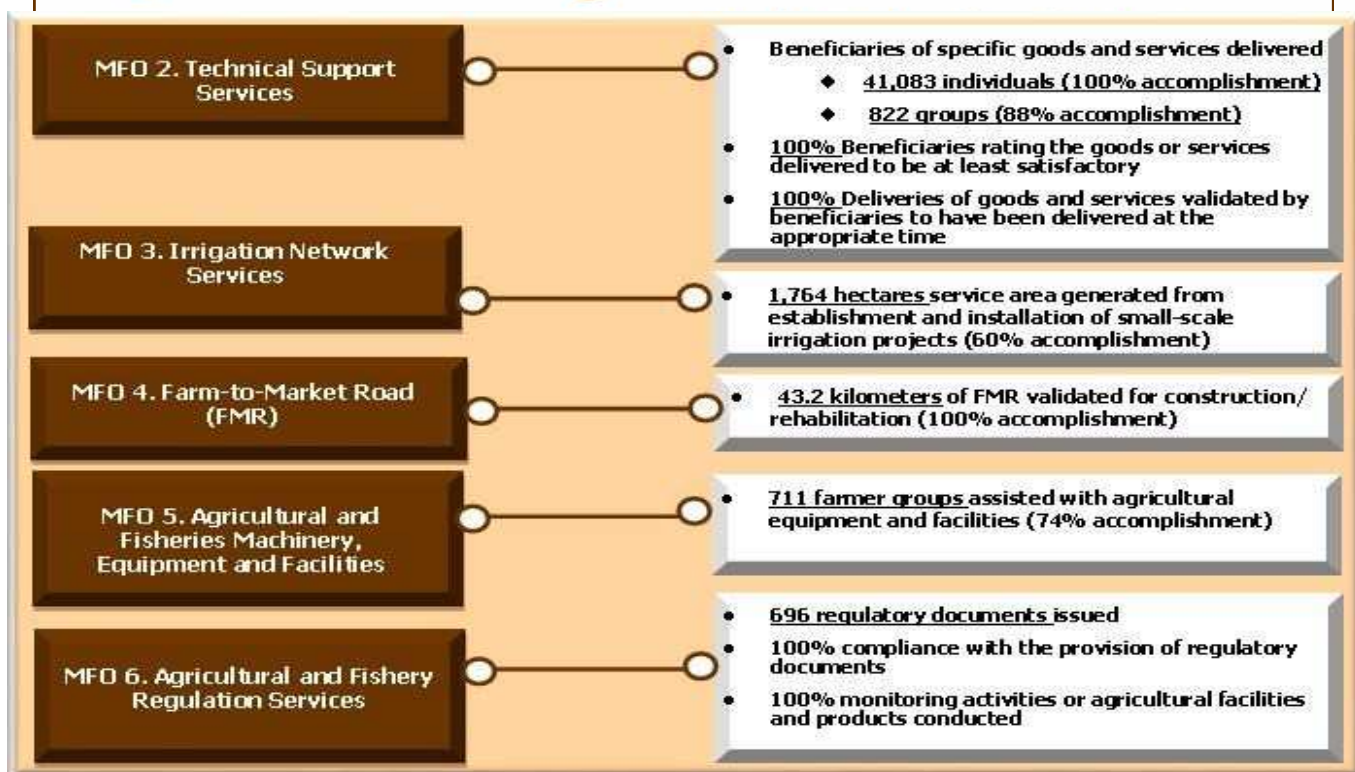 MFO 2. Technical Support
Services
• Beneficiaries of specific goods and services delivered
◆ 41,083 individuals (100% accomplishment)
◆ 822 groups (88% accomplishment)
• 100% Beneficiaries rating the goods or services
delivered to be at least satisfactory
• 100% Deliveries of goods and services validated by
beneficiaries to have been delivered at the
appropriate time
MFO 3. Irrigation Network
Services
• 1,764 hectares service area generated from
establishment and installation of small-scale
irrigation projects (60% accomplishment)
MFO 4. Farm-to-Market Road
(FMR)
• 43.2 kilometers of FMR validated for construction/
rehabilitation (100% accomplishment)
MFO 5. Agricultural and
Fisheries Machinery,
Equipment and Facilities
• 711 farmer groups assisted with agricultural
equipment and facilities (74% accomplishment)
MFO 6. Agricultural and Fishery
Regulation Services
• 696 regulatory documents issued
• 100% compliance with the provision of regulatory
documents
• 100% monitoring activities or agricultural facilities
and products conducted